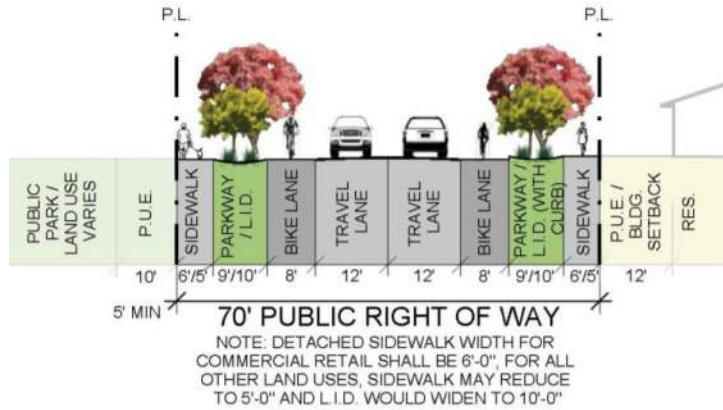 P.L.
P.L.
PUBLIC
PARK /
LAND USE
VARIES
P.U.E.
SIDEWALK
PARKWAY
/ L.I.D.
BIKE LANE
TRAVEL
LANE
TRAVEL
LANE
BIKE LANE
PARKWAY /
L.I.D. (WITH
CURB)
SIDEWALK
P.U.E. /
BLDG.
SETBACK
RES.
10'
6'/5'
9'/10'
8'
12'
12'
8'
9'/10'
6'/5'
12'
5' MIN
70' PUBLIC RIGHT OF WAY
NOTE: DETACHED SIDEWALK WIDTH FOR
COMMERCIAL RETAIL SHALL BE 6'-0", FOR ALL
OTHER LAND USES, SIDEWALK MAY REDUCE
TO 5'-0" AND L.I.D. WOULD WIDEN TO 10'-0"